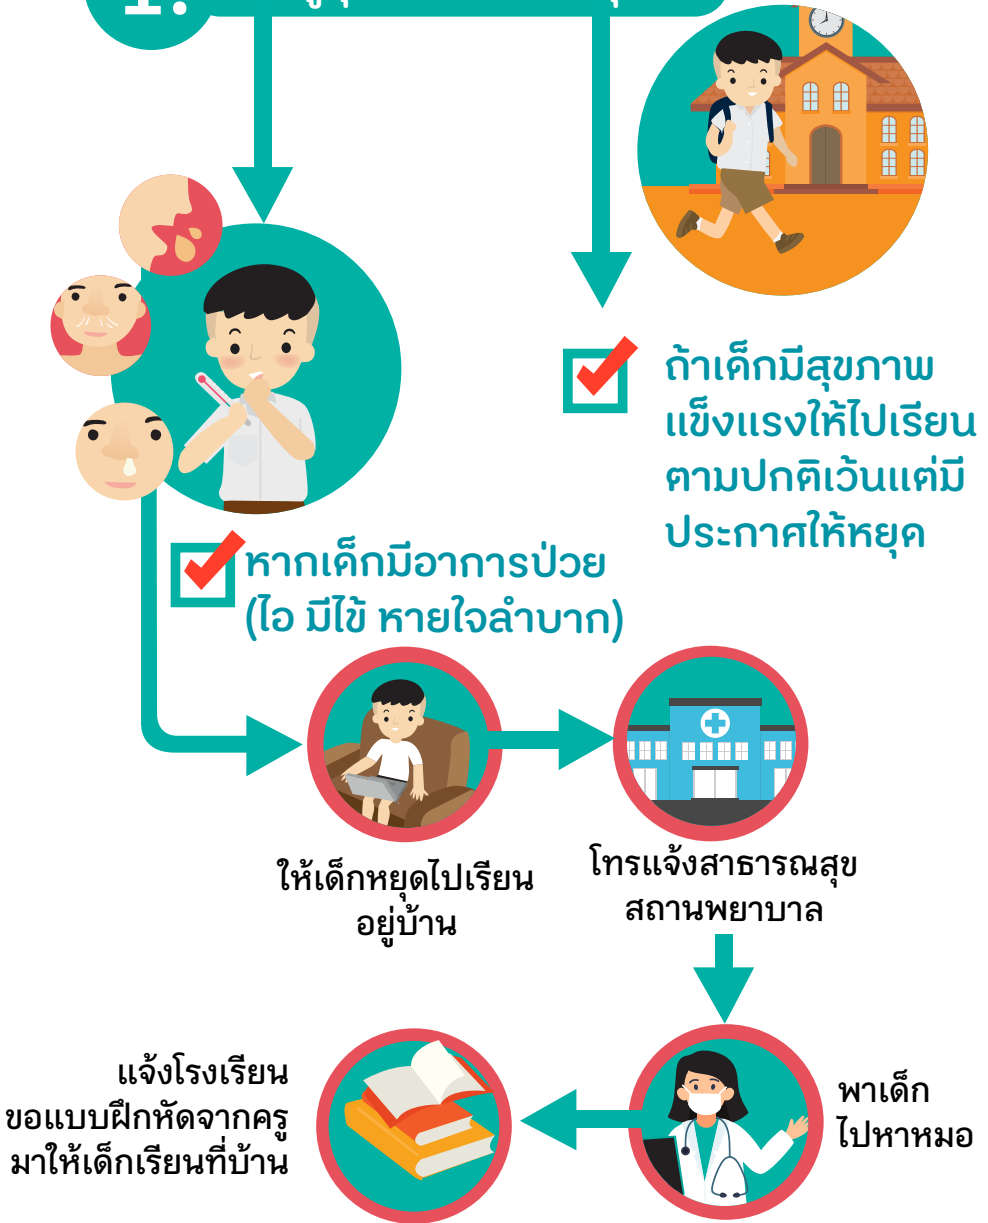 1.
ถ้าเด็กมีสุขภาพ
แข็งแรงให้ไปเรียน
ตามปกติเว้นแต่มี
ประกาศให้หยุด
หากเด็กมีอาการป่วย
(ไอ มีไข้ หายใจลำบาก)
ให้เด็กหยุดไปเรียน
อยู่บ้าน
โทรแจ้งสาธารณสุข
สถานพยาบาล
พาเด็ก
ไปหาหมอ
แจ้งโรงเรียน
ขอแบบฝึกหัดจากครู
มาให้เด็กเรียนที่บ้าน